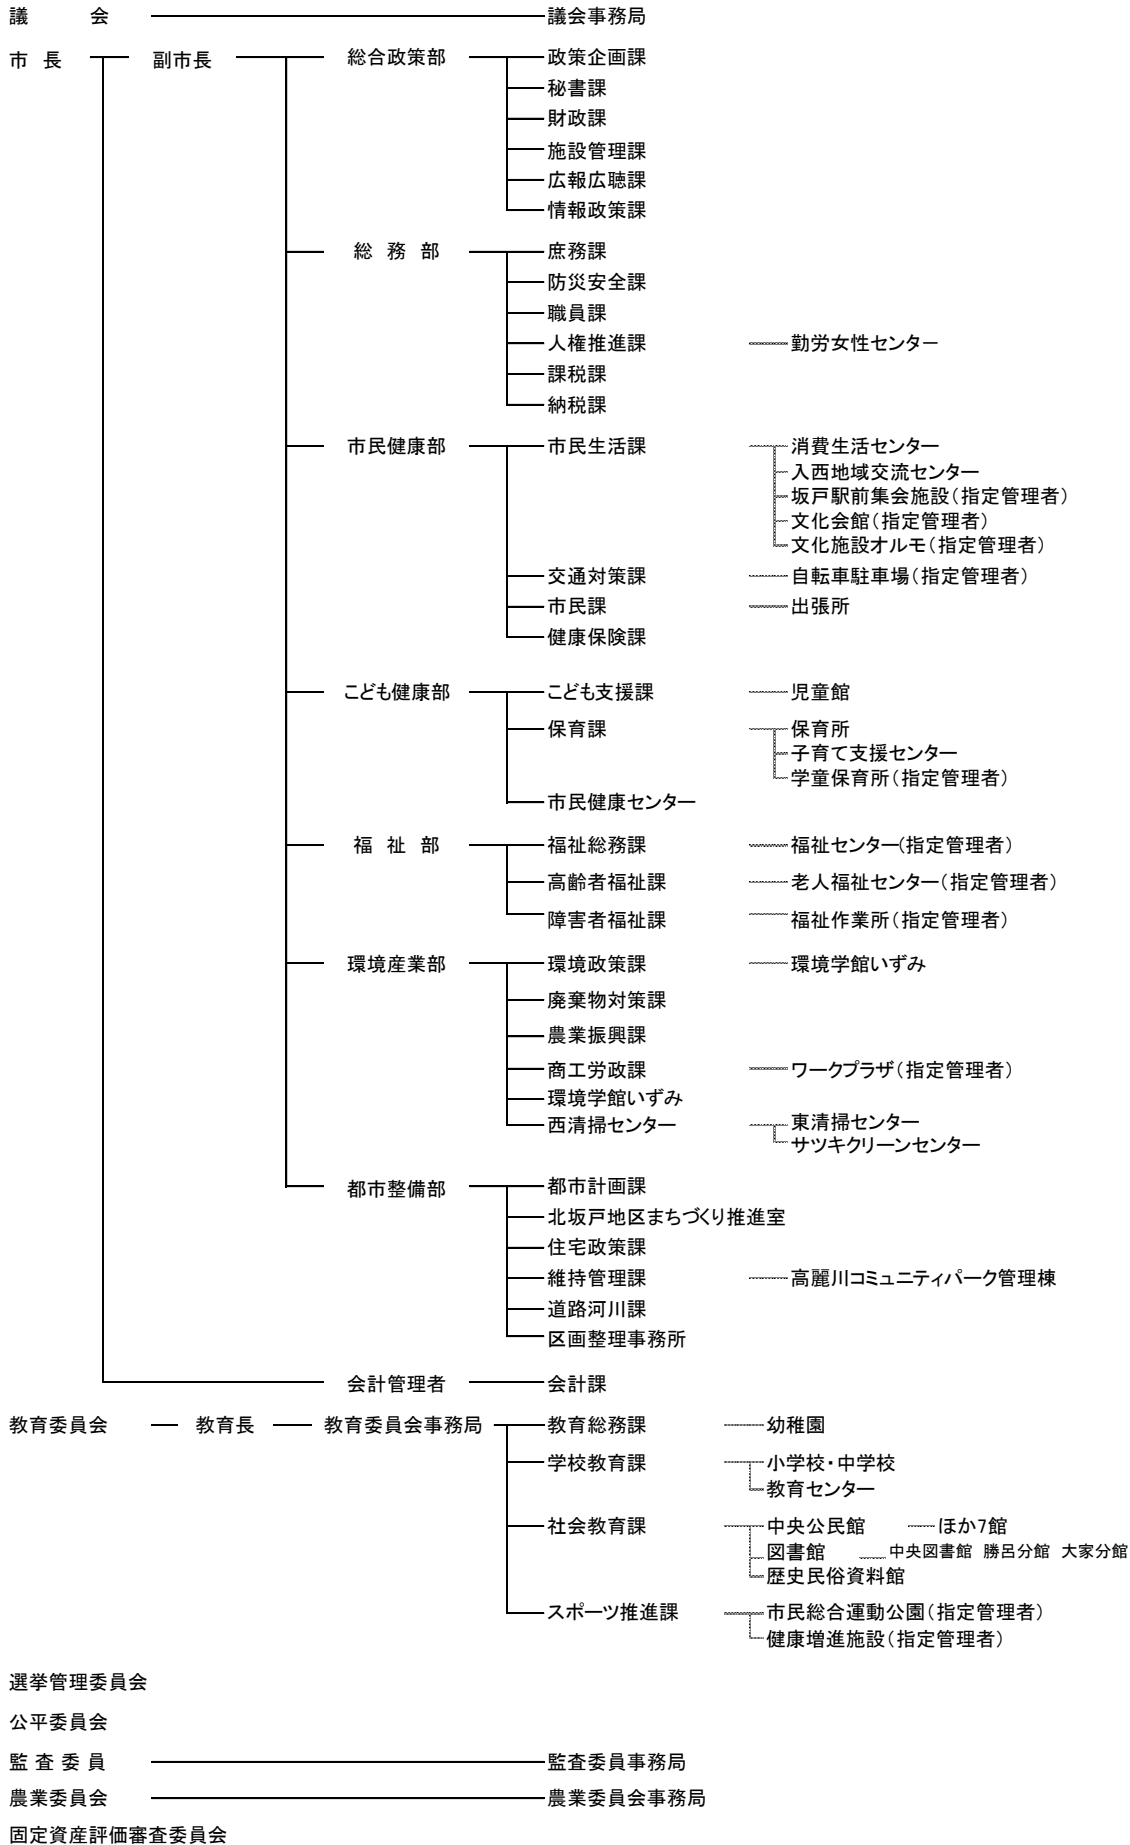 議　会　議会事務局
市 長　副市長　総合政策部　政策企画課
秘書課
財政課
施設管理課
広報広聴課
情報政策課
総 務 部　庶務課
防災安全課
職員課
人権推進課　勤労女性センター
課税課
納税課
市民健康部　市民生活課　消費生活センター
入西地域交流センター
坂戸駅前集会施設(指定管理者)
文化会館(指定管理者)
文化施設オルモ(指定管理者)
交通対策課　自転車駐車場(指定管理者)
市民課　出張所
健康保険課
こども健康部　こども支援課　児童館
保育課　保育所
子育て支援センター
学童保育所(指定管理者)
市民健康センター
福 祉 部　福祉総務課　福祉センター(指定管理者)
高齢者福祉課　老人福祉センター(指定管理者)
障害者福祉課　福祉作業所(指定管理者)
環境産業部　環境政策課　環境学館いずみ
廃棄物対策課
農業振興課
商工労政課　ワークプラザ(指定管理者)
環境学館いずみ
西清掃センター　東清掃センター
サツキクリーンセンター
都市整備部　都市計画課
北坂戸地区まちづくり推進室
住宅政策課
維持管理課　高麗川コミュニティパーク管理棟
道路河川課
区画整理事務所
会計管理者　会計課
教育委員会　教育長　教育委員会事務局　教育総務課　幼稚園
学校教育課　小学校・中学校
教育センター
社会教育課　中央公民館　ほか7館
図書館　中央図書館 勝呂分館 大家分館
歴史民俗資料館
スポーツ推進課　市民総合運動公園(指定管理者)
健康増進施設(指定管理者)
選挙管理委員会
公平委員会
監 査 委 員　監査委員事務局
農業委員会　農業委員会事務局
固定資産評価審査委員会